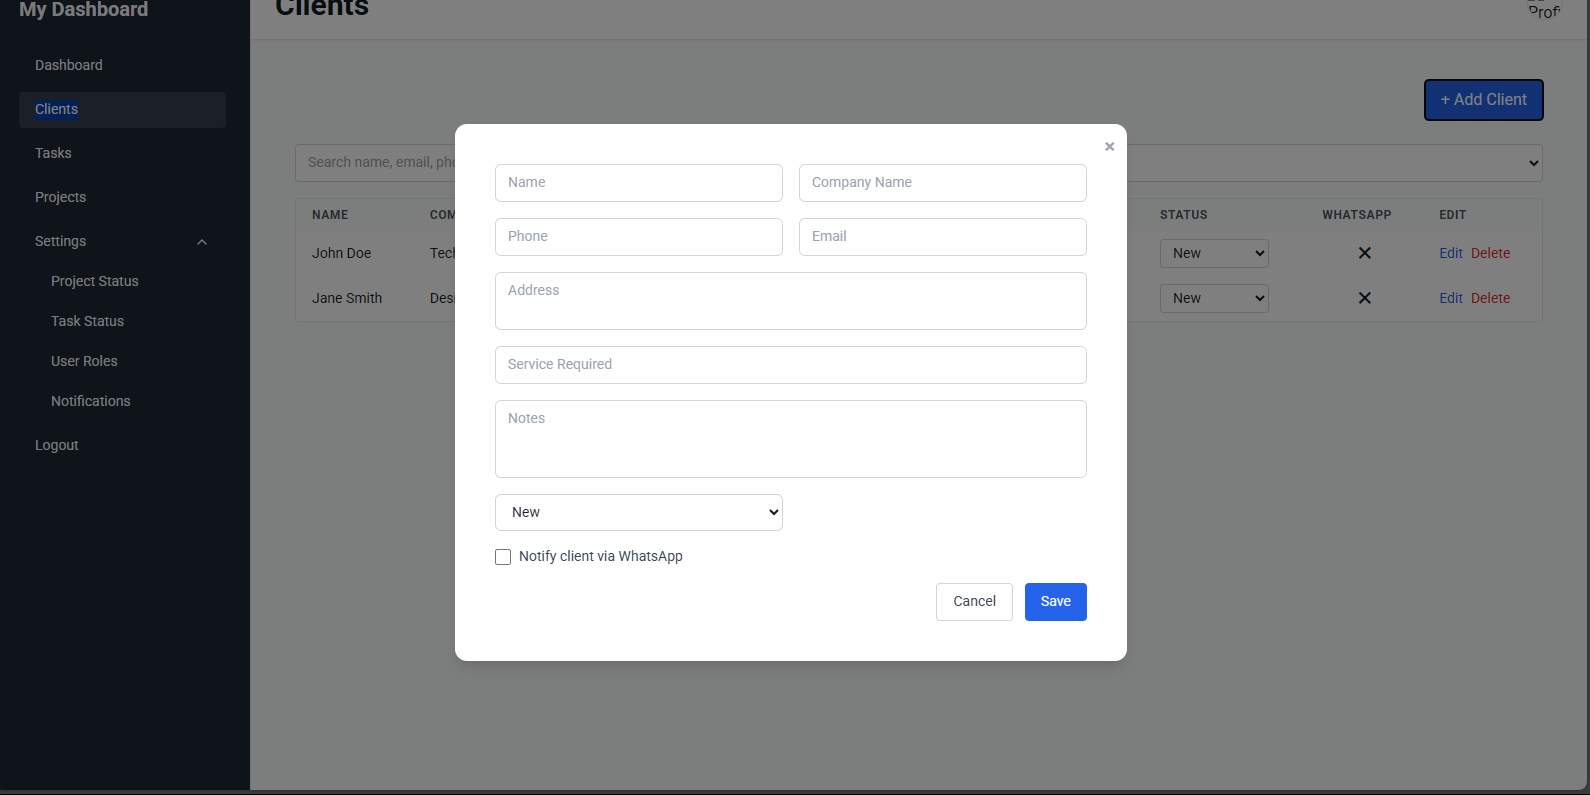 My Dashboard
Clients
Prof
Dashboard
Clients
Tasks
Projects
Settings
Project Status
Task Status
User Roles
Notifications
Logout
+ Add Client
Search name, email, pho
NAME COM STATUS WHATSAPP EDIT
John Doe Tech New ✕ Edit Delete
Jane Smith Desi New ✕ Edit Delete
×
Name Company Name
Phone Email
Address
Service Required
Notes
New
Notify client via WhatsApp
Cancel Save